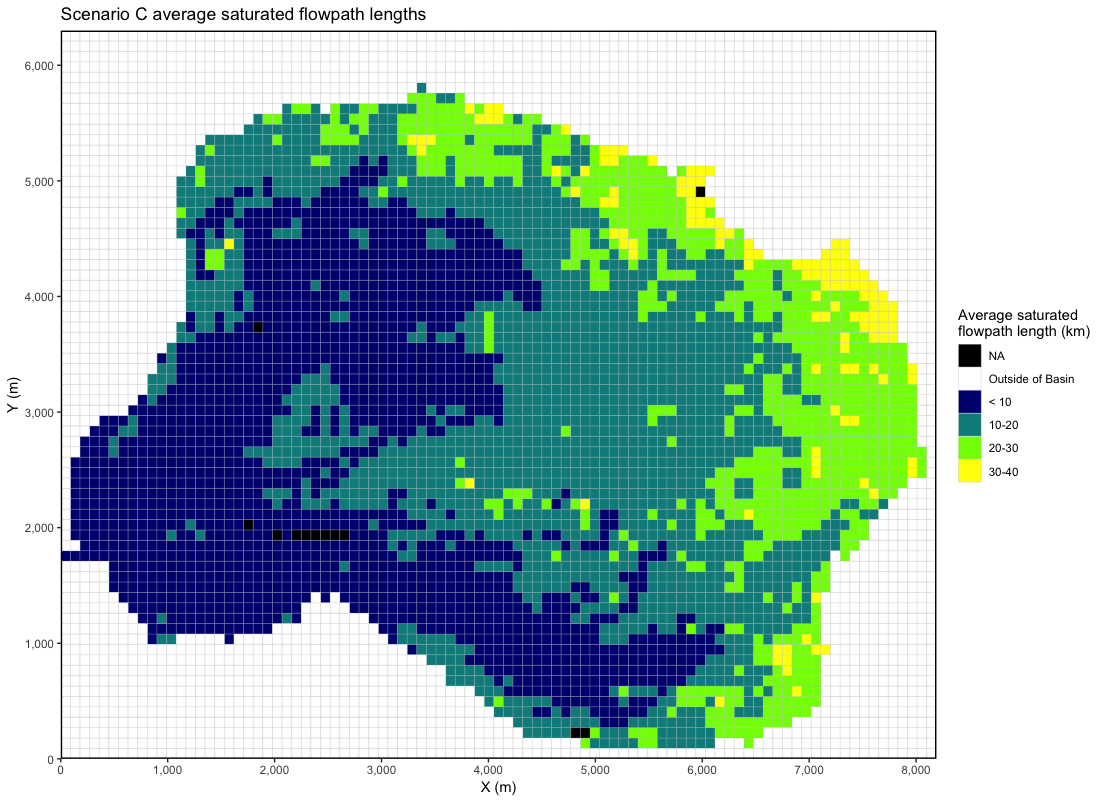 Scenario C average saturated flowpath lengths
6,000
5,000
4,000
3,000
2,000
1,000
0
Y (m)
0
1,000
2,000
3,000
4,000
5,000
6,000
7,000
8,000
X (m)
Average saturated
flowpath length (km)
NA
Outside of Basin
< 10
10-20
20-30
30-40